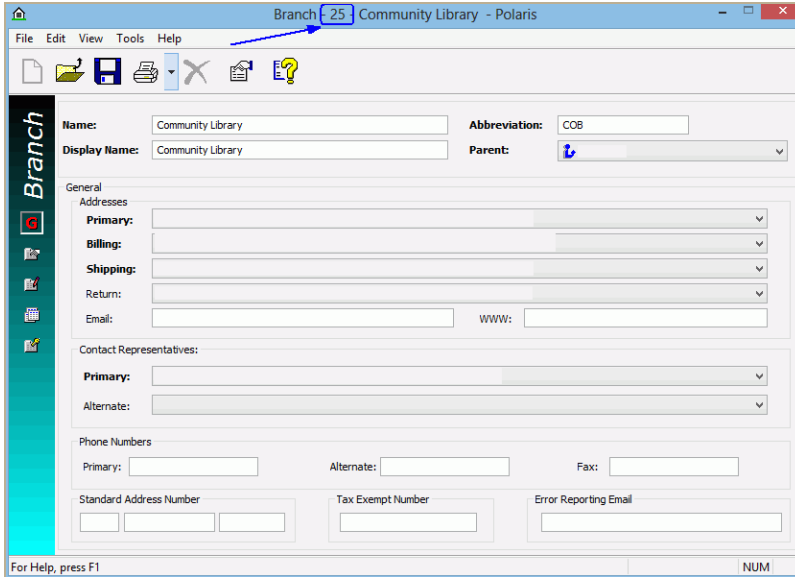 Branch - 25 - Community Library - Polaris
File Edit View Tools Help
Branch
Name: Community Library Abbreviation: COB
Display Name: Community Library Parent:
General
Addresses
Primary:
Billing:
Shipping:
Return:
Email: WWW:
Contact Representatives:
Primary:
Alternate:
Phone Numbers
Primary: Alternate: Fax:
Standard Address Number Tax Exempt Number Error Reporting Email
For Help, press F1 NUM
G